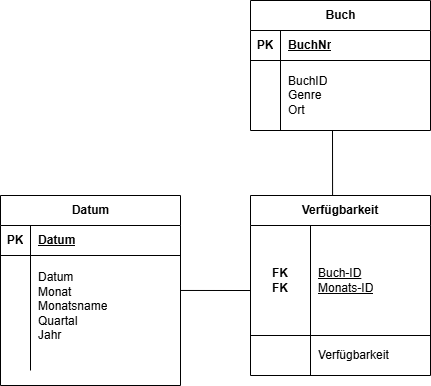 Buch
PK BuchNr
BuchID
Genre
Ort
Datum
PK Datum
Datum
Monat
Monatsname
Quartal
Jahr
Verfügbarkeit
FK Buch-ID
FK Monats-ID
Verfügbarkeit